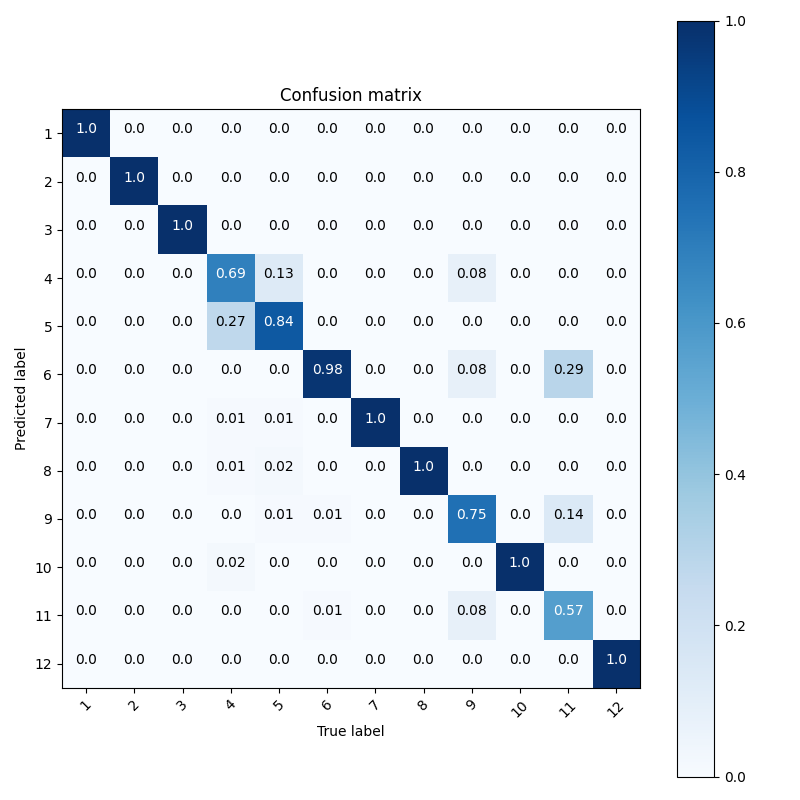 Confusion matrix
1.0
1 1.0 0.0 0.0 0.0 0.0 0.0 0.0 0.0 0.0 0.0 0.0 0.0
2 0.0 1.0 0.0 0.0 0.0 0.0 0.0 0.0 0.0 0.0 0.0 0.0
0.8
3 0.0 0.0 1.0 0.0 0.0 0.0 0.0 0.0 0.0 0.0 0.0 0.0
4 0.0 0.0 0.0 0.69 0.13 0.0 0.0 0.0 0.08 0.0 0.0 0.0
5 0.0 0.0 0.0 0.27 0.84 0.0 0.0 0.0 0.0 0.0 0.0 0.0
0.6
6 0.0 0.0 0.0 0.0 0.0 0.98 0.0 0.0 0.08 0.0 0.29 0.0
Predicted label
7 0.0 0.0 0.0 0.01 0.01 0.0 1.0 0.0 0.0 0.0 0.0 0.0
8 0.0 0.0 0.0 0.01 0.02 0.0 0.0 1.0 0.0 0.0 0.0 0.0
0.4
9 0.0 0.0 0.0 0.0 0.01 0.01 0.0 0.0 0.75 0.0 0.14 0.0
10 0.0 0.0 0.0 0.02 0.0 0.0 0.0 0.0 0.0 1.0 0.0 0.0
11 0.0 0.0 0.0 0.0 0.0 0.01 0.0 0.0 0.08 0.0 0.57 0.0
0.2
12 0.0 0.0 0.0 0.0 0.0 0.0 0.0 0.0 0.0 0.0 0.0 1.0
1 2 3 4 5 6 7 8 9 10 11 12
True label
0.0